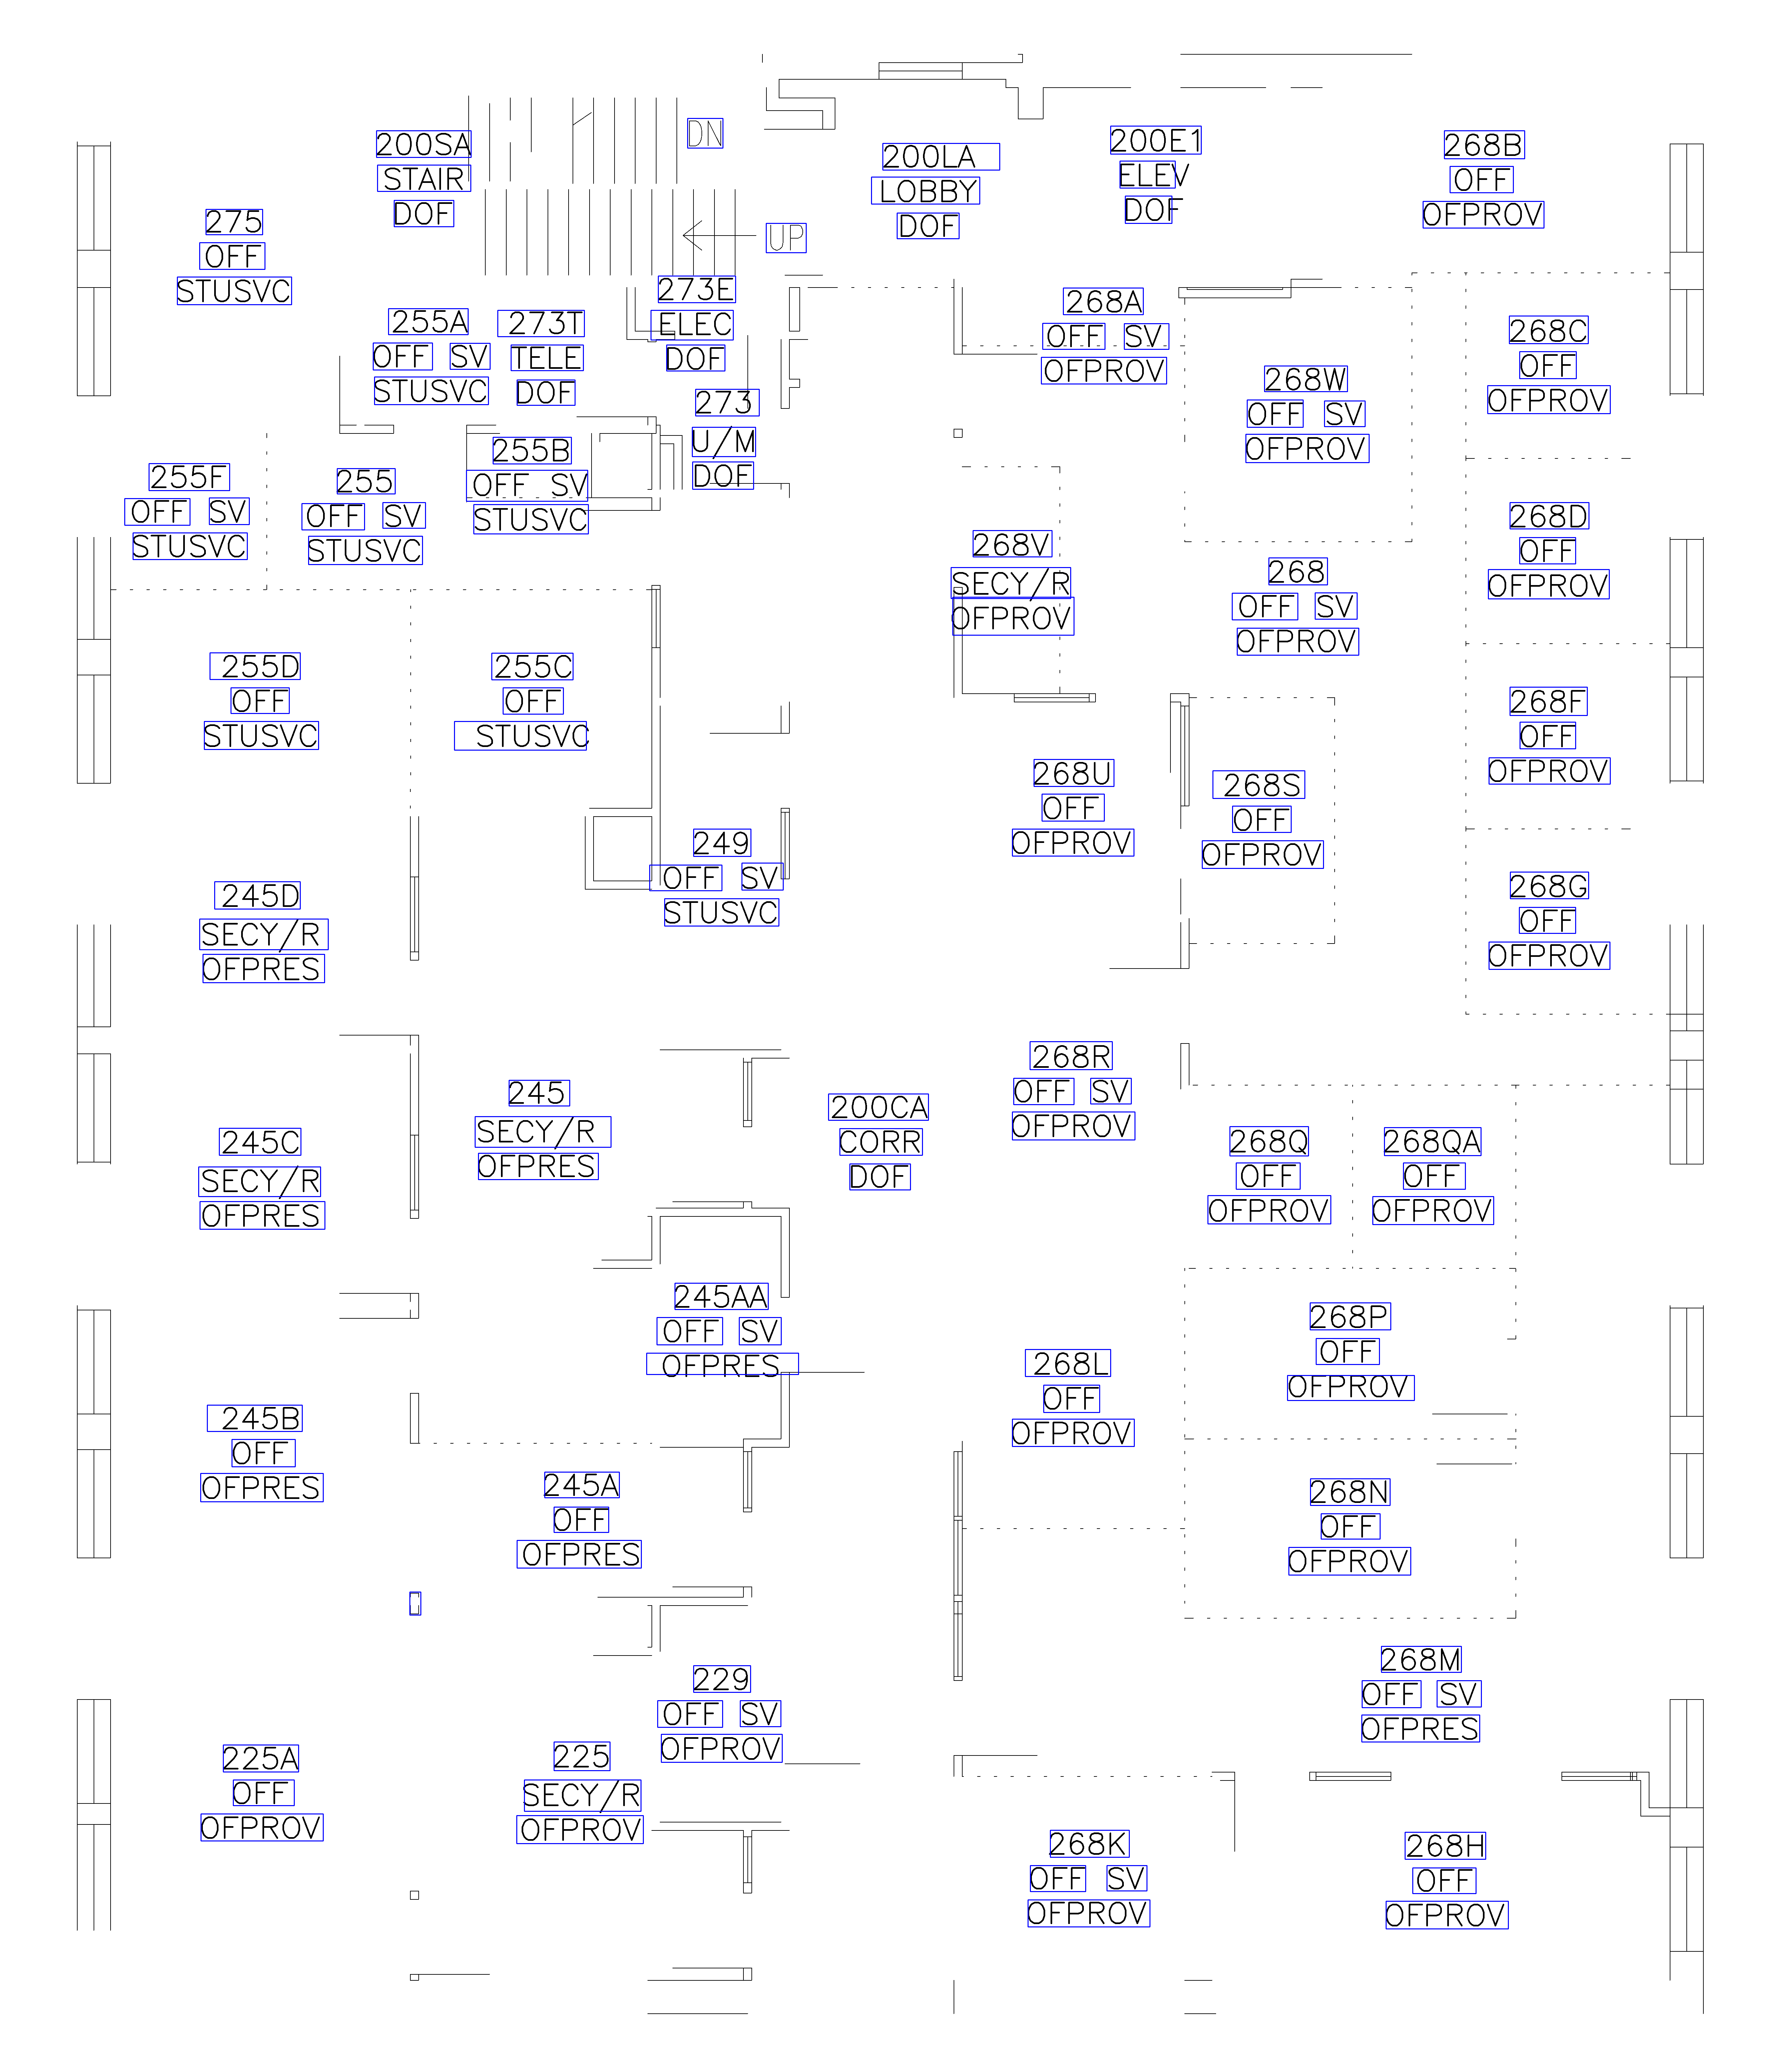 DN
200SA
STAIR
DOF
200LA
LOBBY
DOF
200E1
ELEV
DOF
268B
OFF
OFPROV
275
OFF
STUSVC
UP
273E
ELEC
DOF
255A
OFF SV
STUSVC
273T
TELE
DOF
268A
OFF SV
OFPROV
268C
OFF
OFPROV
268W
OFF SV
OFPROV
273
U/M
DOF
255B
OFF SV
STUSVC
255F
OFF SV
STUSVC
255
OFF SV
STUSVC
268V
SECY/R
OFPROV
268D
OFF
OFPROV
268
OFF SV
OFPROV
255D
OFF
STUSVC
255C
OFF
STUSVC
268F
OFF
OFPROV
268U
OFF
OFPROV
268S
OFF
OFPROV
249
OFF SV
STUSVC
245D
SECY/R
OFPRES
268G
OFF
OFPROV
268R
OFF SV
OFPROV
245
SECY/R
OFPRES
200CA
CORR
DOF
245C
SECY/R
OFPRES
268Q
OFF
OFPROV
268QA
OFF
OFPROV
245AA
OFF SV
OFPRES
268P
OFF
OFPROV
268L
OFF
OFPROV
245B
OFF
OFPRES
245A
OFF
OFPRES
268N
OFF
OFPROV
268M
OFF SV
OFPRES
229
OFF SV
OFPROV
225A
OFF
OFPROV
225
SECY/R
OFPROV
268K
OFF SV
OFPROV
268H
OFF
OFPROV